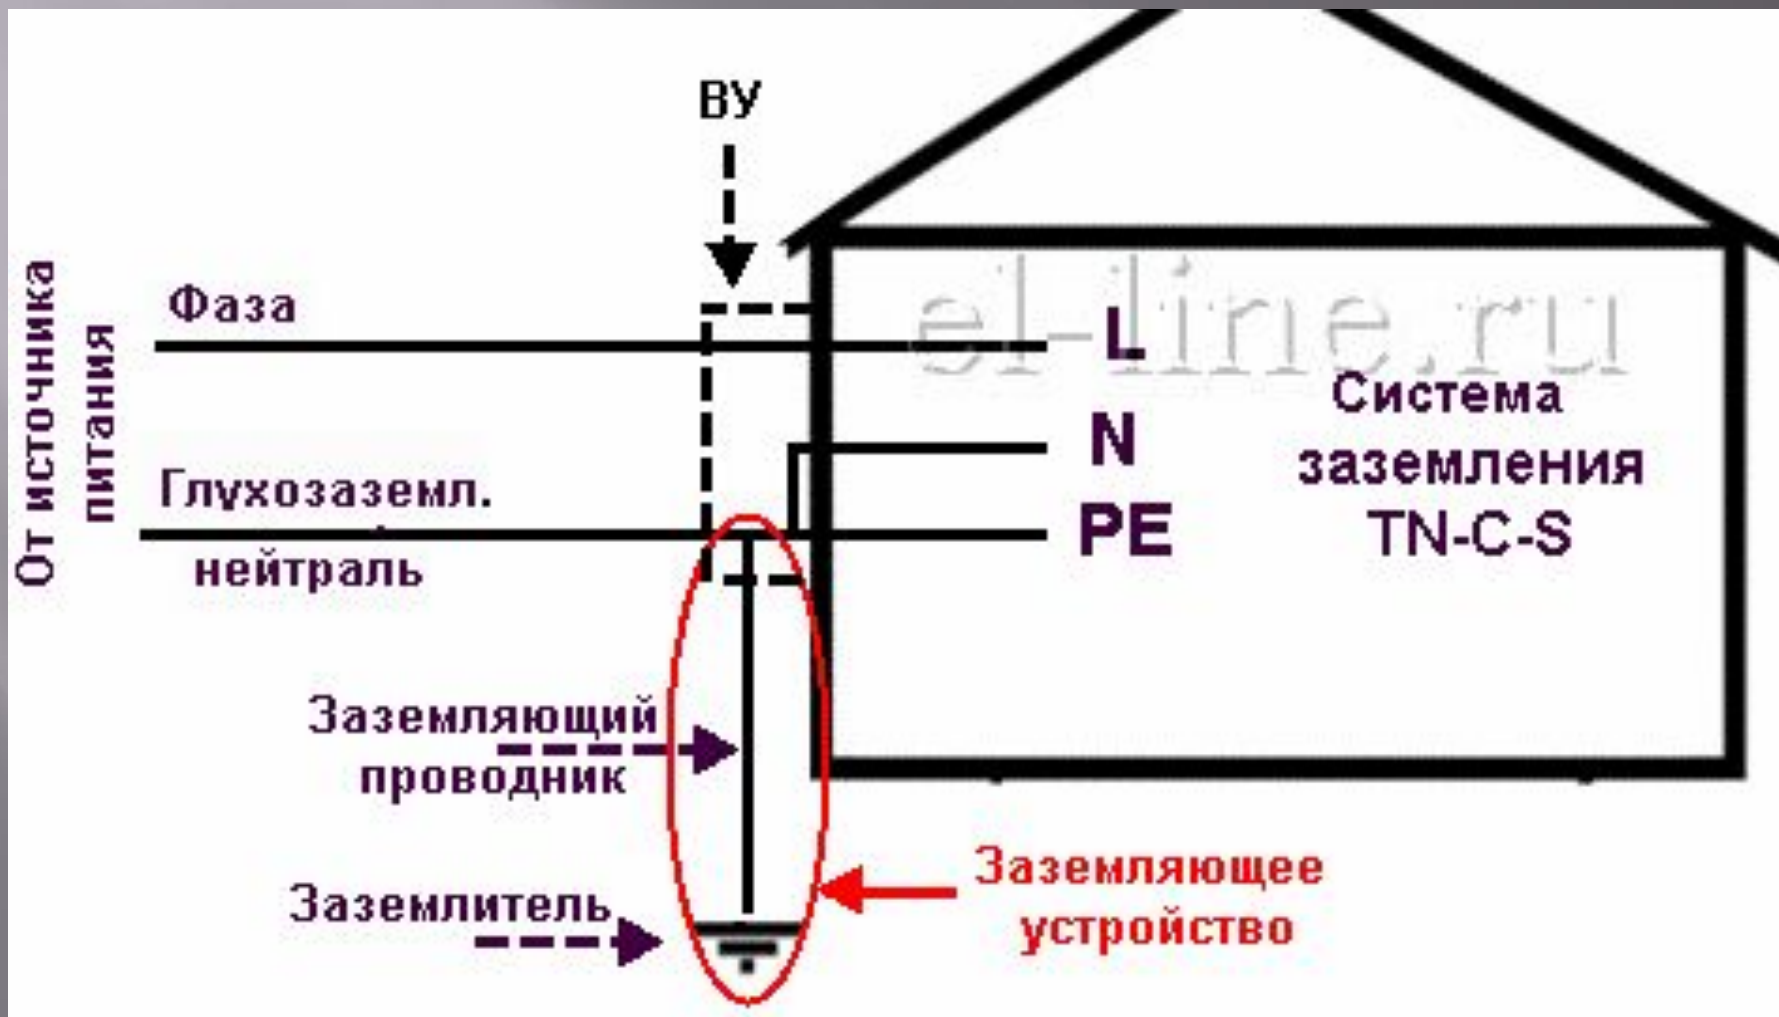 ВУ
От источника
питания
Фаза
Глухозаземл.
нейтраль
el-line.ru
L
N
PE
Система
заземления
TN-C-S
Заземляющий
проводник
Заземлитель
Заземляющее
устройство